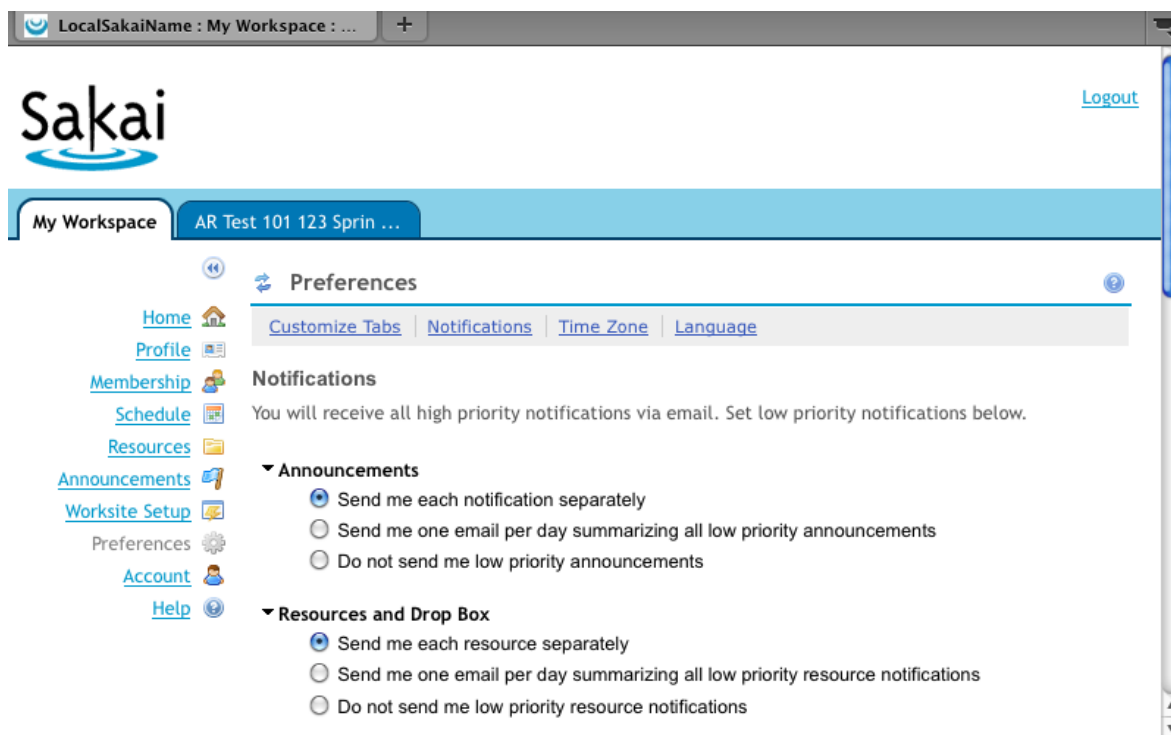 LocalSakaiName : My Workspace : ...
+
Sakai
Logout
My Workspace
AR Test 101 123 Sprin ...
Preferences
Customize Tabs | Notifications | Time Zone | Language
Home
Profile
Membership
Schedule
Resources
Announcements
Worksite Setup
Preferences
Account
Help
Notifications
You will receive all high priority notifications via email. Set low priority notifications below.
Announcements
Send me each notification separately
Send me one email per day summarizing all low priority announcements
Do not send me low priority announcements
Resources and Drop Box
Send me each resource separately
Send me one email per day summarizing all low priority resource notifications
Do not send me low priority resource notifications